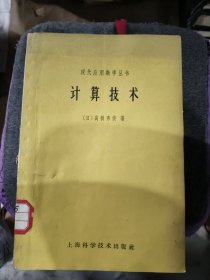 现代应用数学丛书
计算技术
〔日〕高桥秀俊 著
上海科学技术出版社